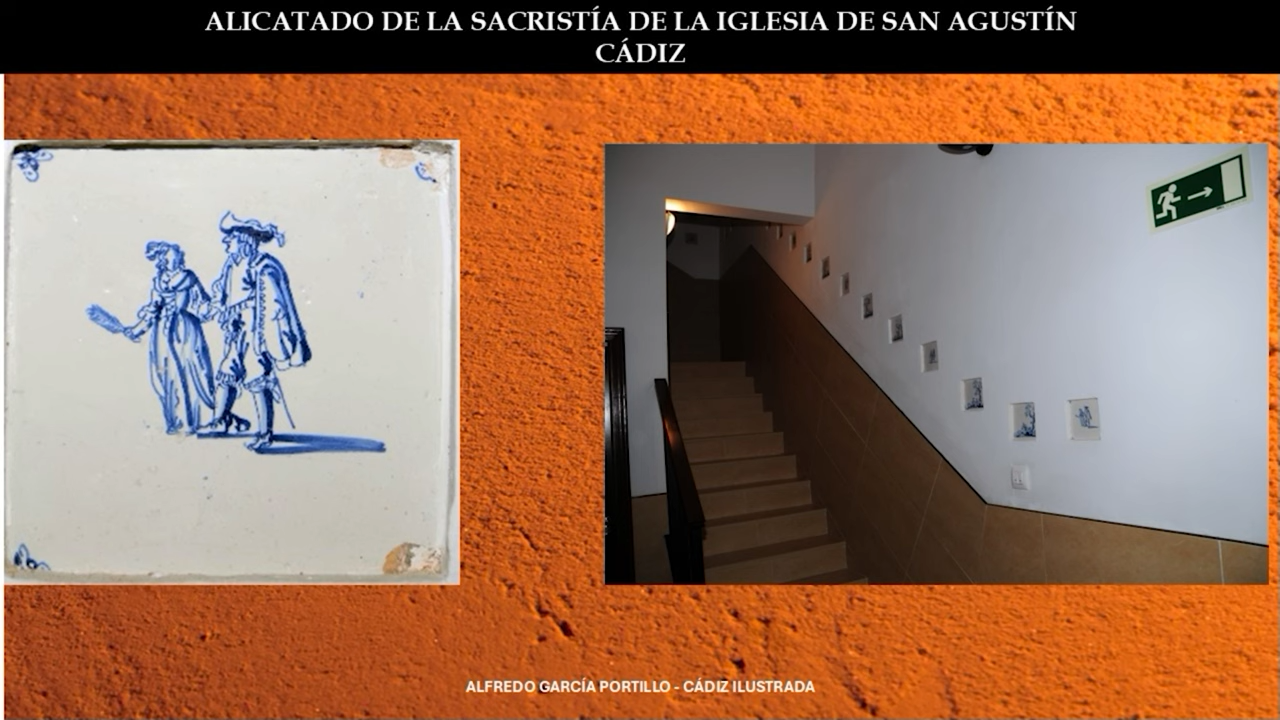 ALICATADO DE LA SACRISTÍA DE LA IGLESIA DE SAN AGUSTÍN
CÁDIZ
ALFREDO GARCÍA PORTILLO - CÁDIZ ILUSTRADA